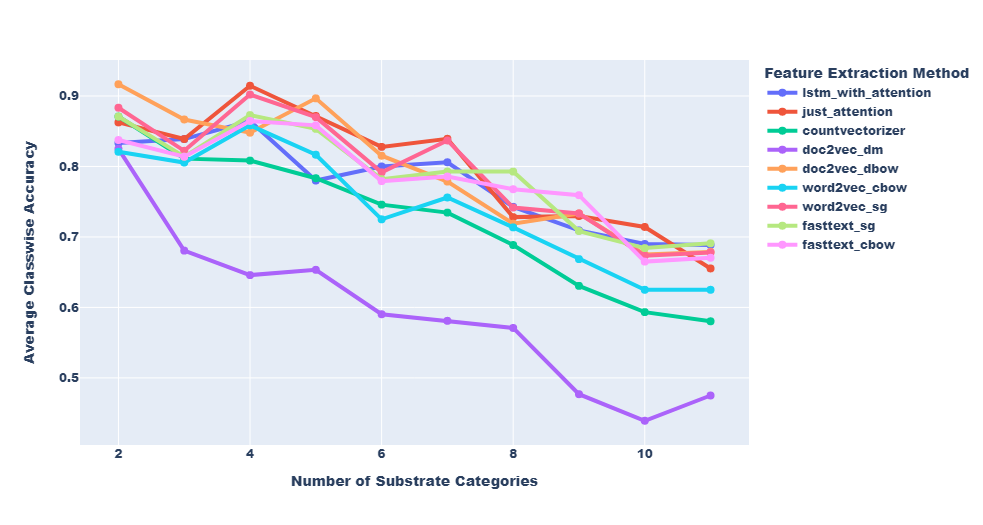 Feature Extraction Method
lstm_with_attention
just_attention
countvectorizer
doc2vec_dm
doc2vec_dbow
word2vec_cbow
word2vec_sg
fasttext_sg
fasttext_cbow
Average Classwise Accuracy
0.9
0.8
0.7
0.6
0.5
2 4 6 8 10
Number of Substrate Categories